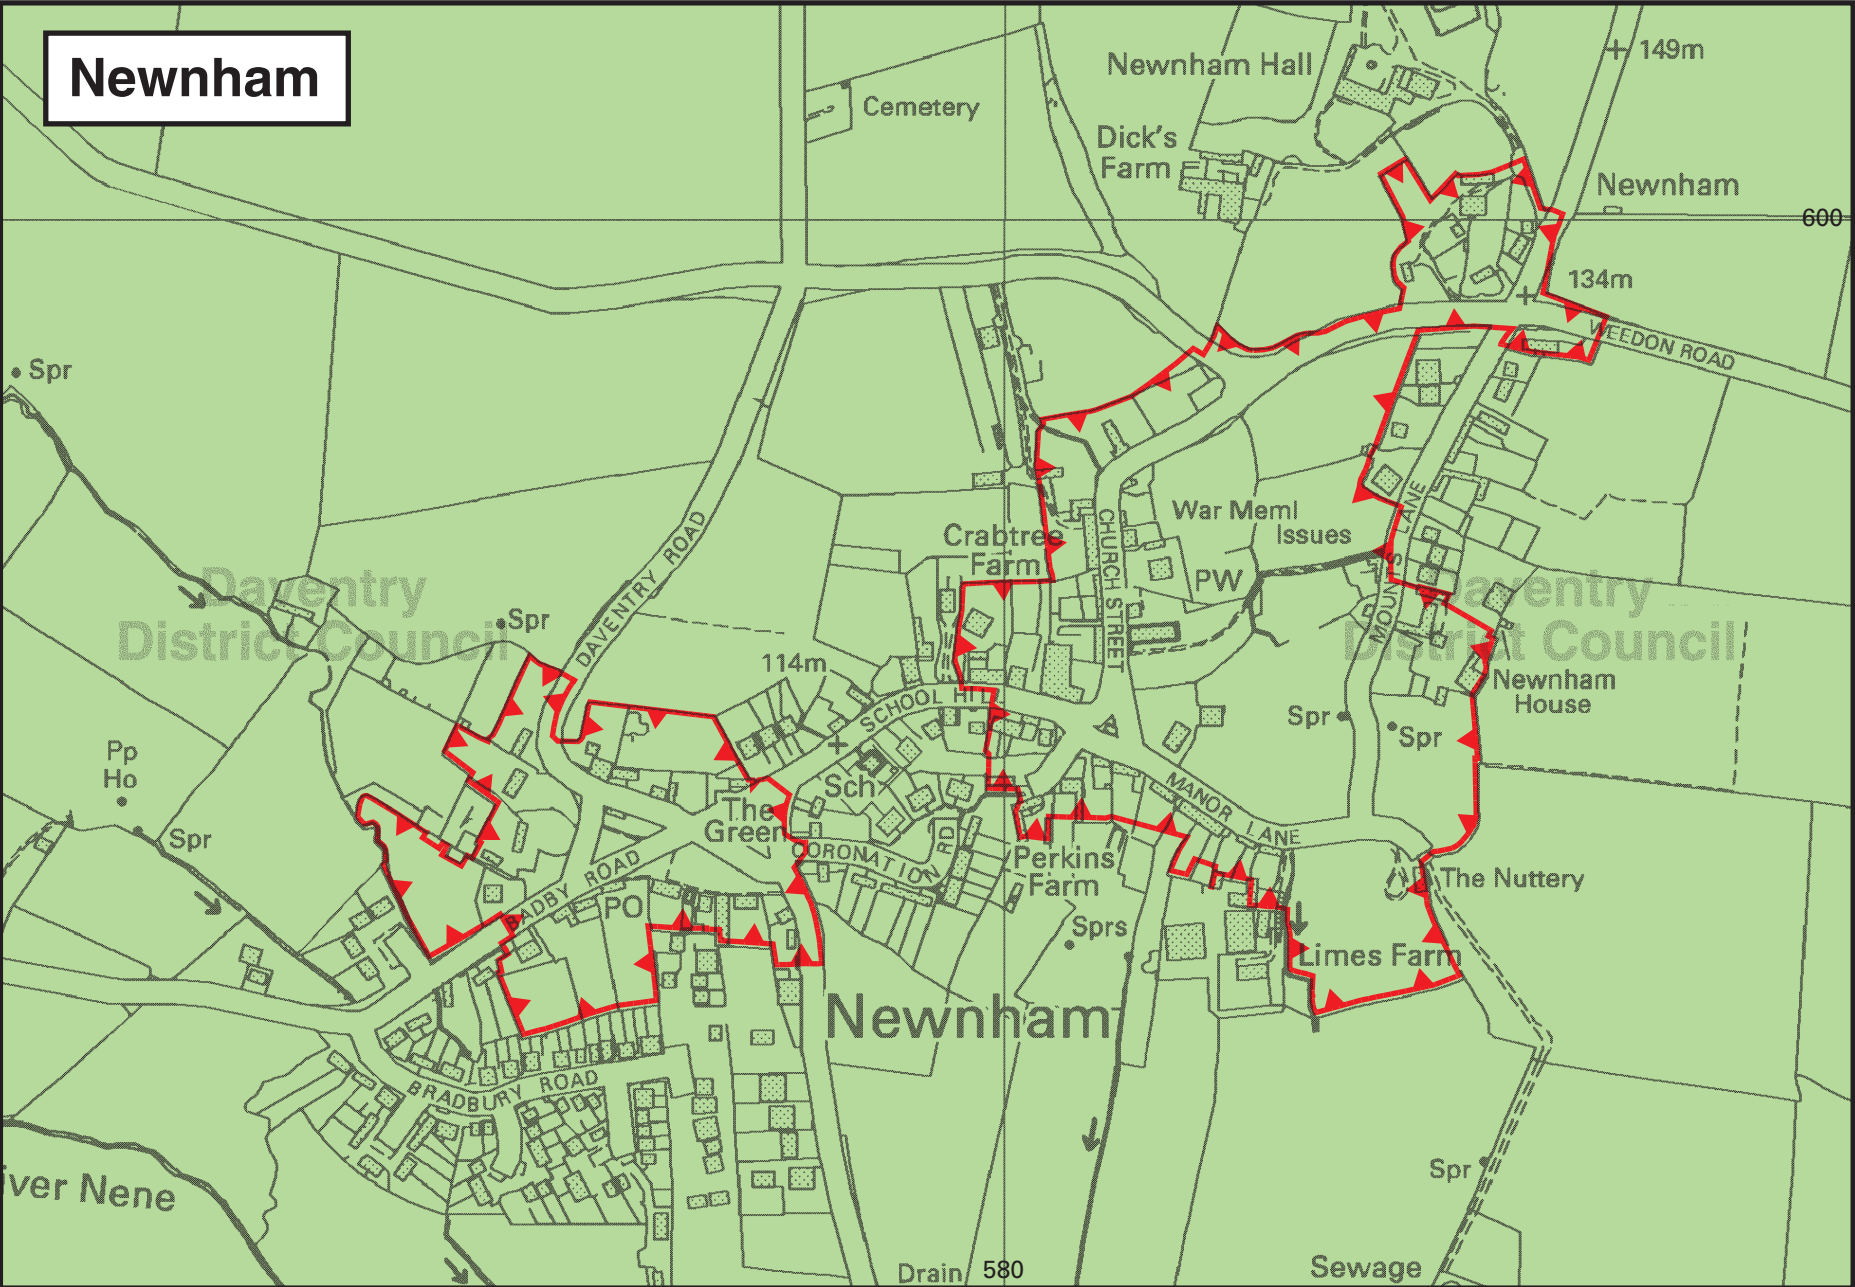 Newnham
Newnham Hall
149m
Cemetery
Dick's
Farm
Newnham
600
134m
WEEDON ROAD
Spr
DAVENTRY ROAD
CHURCH STREET
War Meml
Issues
MOUNTS LANE
Crabtree
Farm
PW
Daventry
District Council
Daventry
District Council
Spr
114m
SCHOOL HILL
Newnham
House
Spr
Spr
Pp
Ho
Spr
Sch
The
Green
MANOR LANE
CORONATION RD
Perkins
Farm
The Nuttery
BADBY ROAD
PO
Sprs
Limes Farm
Newnham
BRADBURY ROAD
iver Nene
Spr
Drain
580
Sewage